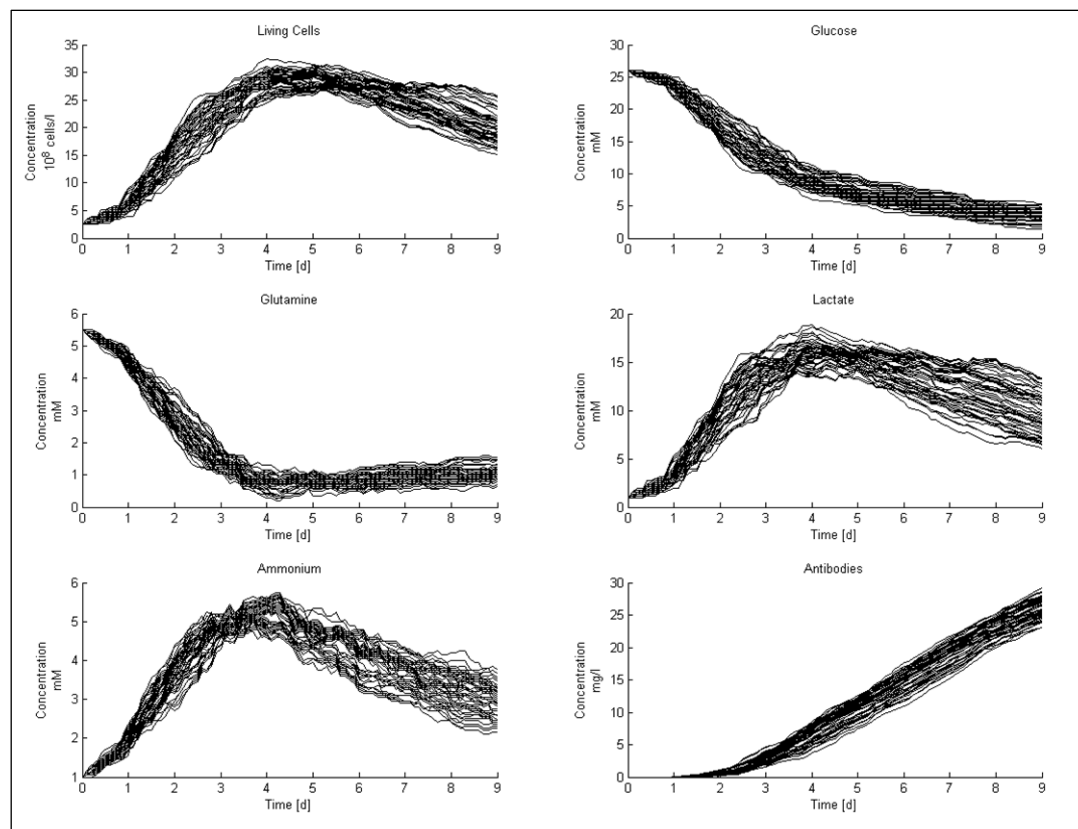 Living Cells
35
30
25
20
15
10
5
0
Concentration
10^8 cells/l
0 1 2 3 4 5 6 7 8 9
Time [d]
Glucose
30
25
20
15
10
5
0
Concentration
mM
0 1 2 3 4 5 6 7 8 9
Time [d]
Glutamine
6
5
4
3
2
1
0
Concentration
mM
0 1 2 3 4 5 6 7 8 9
Time [d]
Lactate
20
15
10
5
0
Concentration
mM
0 1 2 3 4 5 6 7 8 9
Time [d]
Ammonium
6
5
4
3
2
1
Concentration
mM
0 1 2 3 4 5 6 7 8 9
Time [d]
Antibodies
30
25
20
15
10
5
0
Concentration
mg/l
0 1 2 3 4 5 6 7 8 9
Time [d]